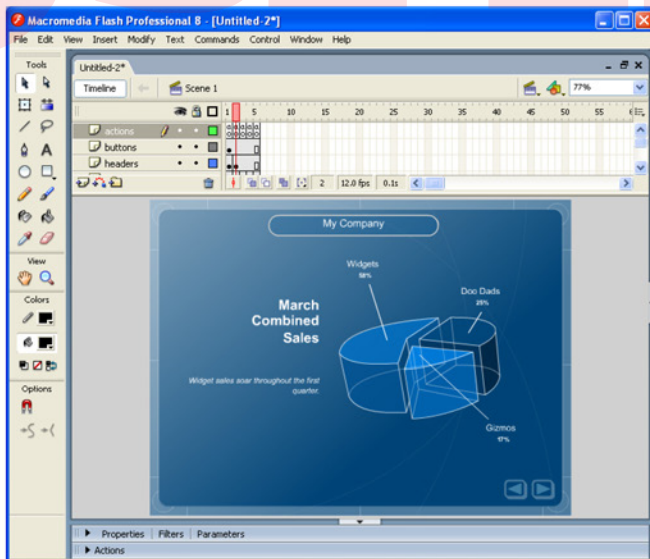 Macromedia Flash Professional 8 - [Untitled-2*]
File Edit View Insert Modify Text Commands Control Window Help
Tools
Untitled-2*
Timeline
Scene 1
77%
1 5 10 15 20 25 30 35 40 45 50 55
actions
buttons
headers
2 12.0 fps 0.1s
View
Colors
Options
My Company
Widgets
Doo Dads
25%
March
Combined
Sales
Widget sales soar throughout the first
quarter.
Gizmos
17%
Properties Filters Parameters
Actions